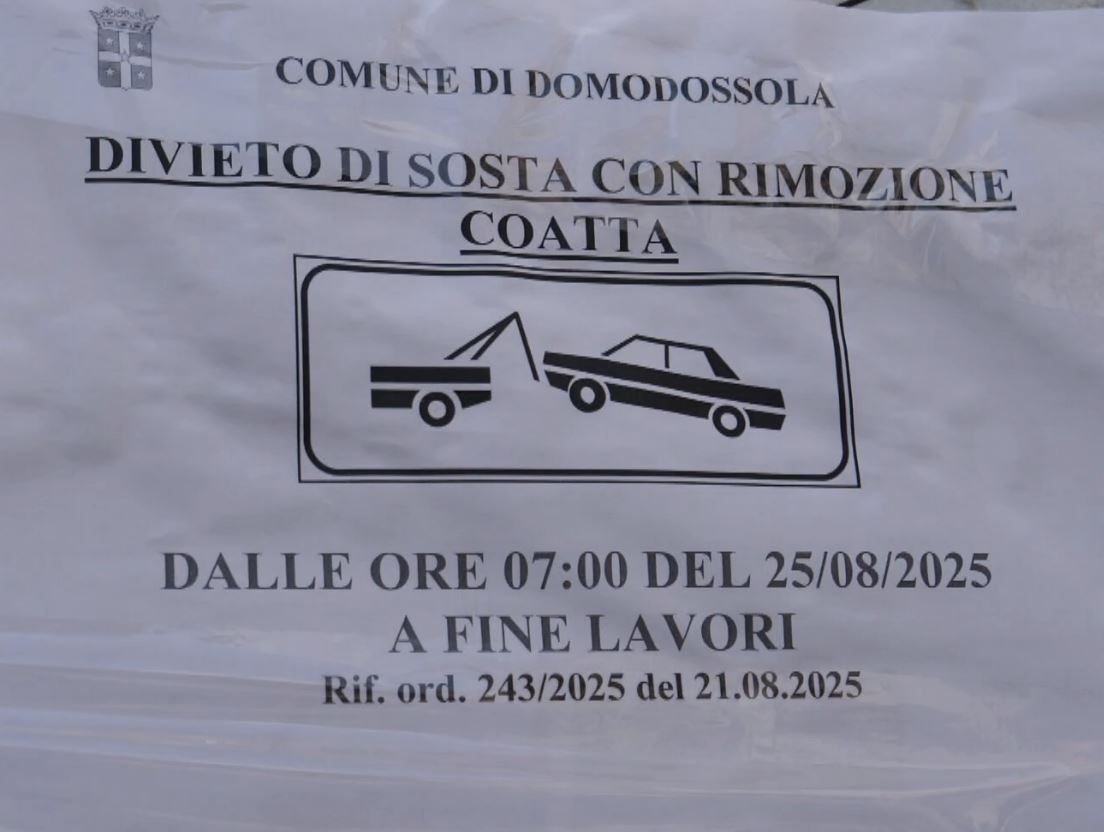 COMUNE DI DOMODOSSOLA
DIVIETO DI SOSTA CON RIMOZIONE
COATTA
DALLE ORE 07:00 DEL 25/08/2025
A FINE LAVORI
Rif. ord. 243/2025 del 21.08.2025